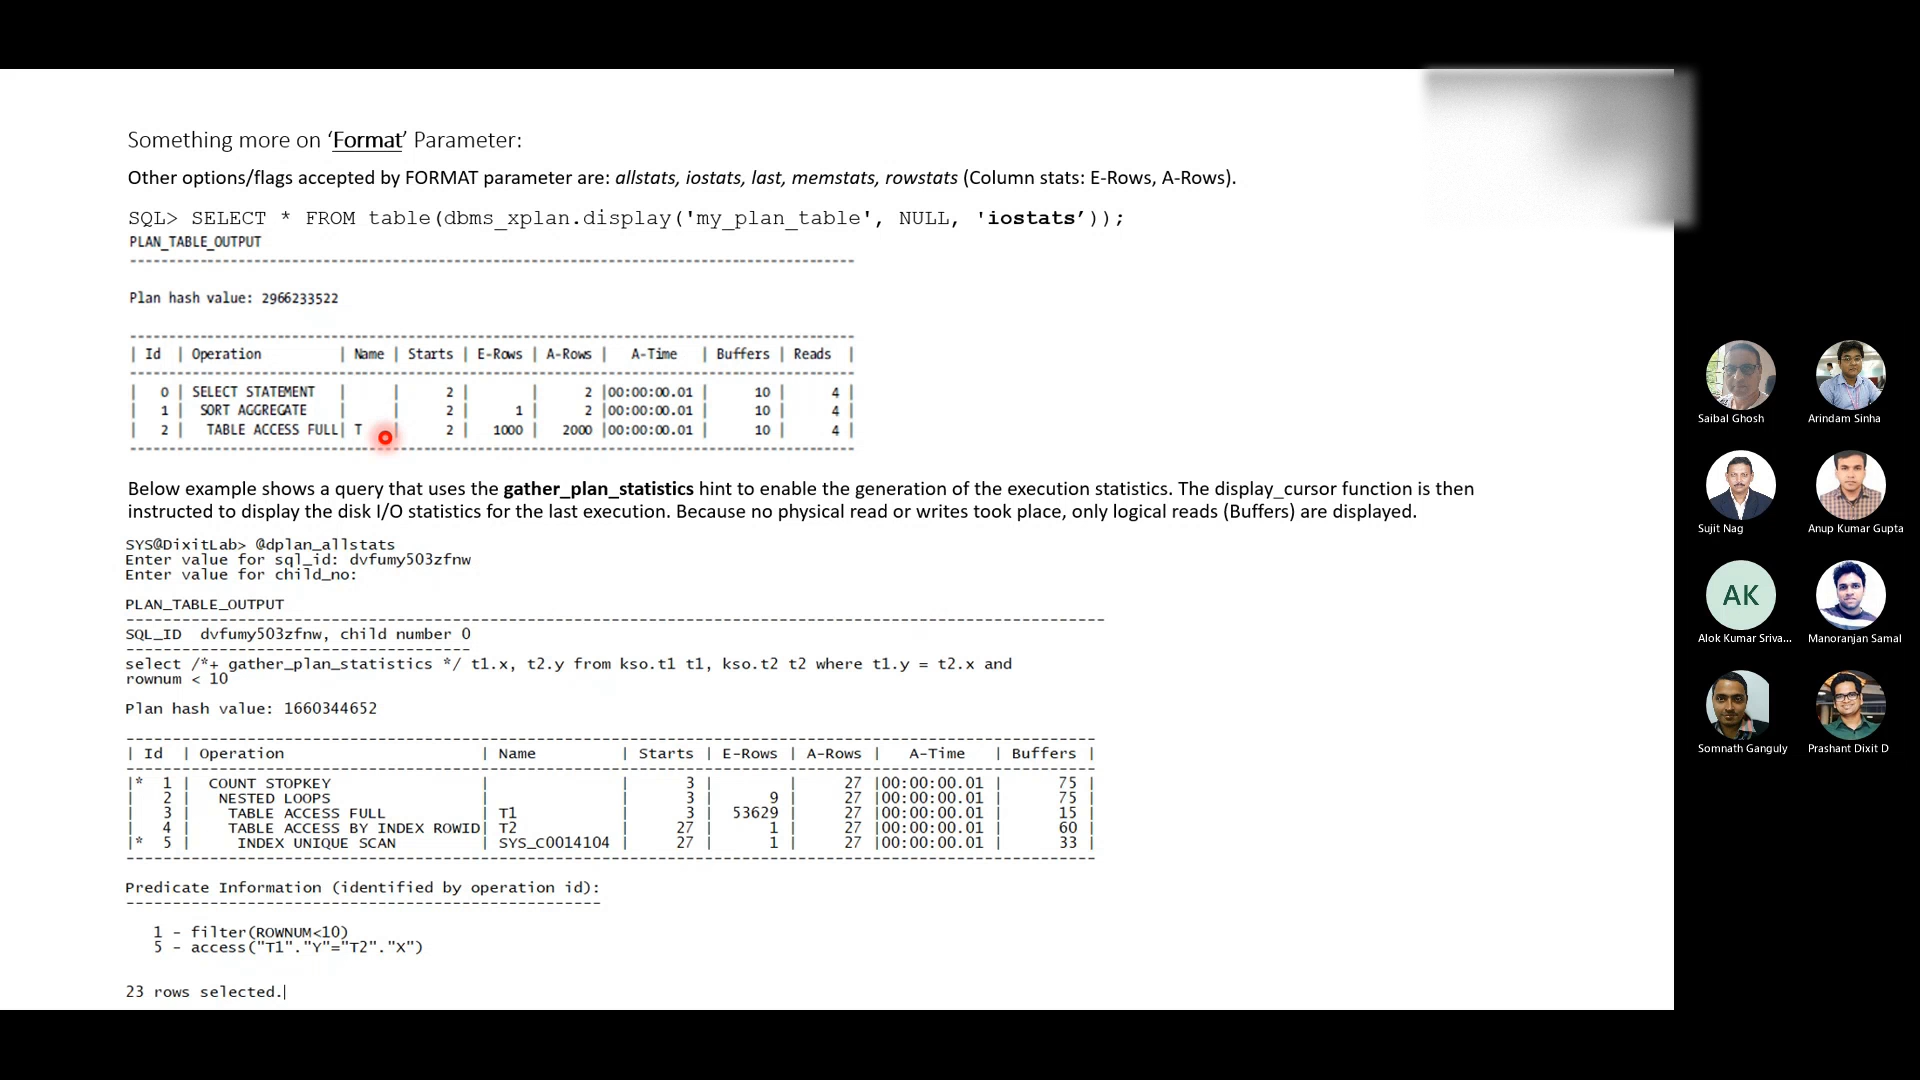 Something more on ‘Format’ Parameter:
Other options/flags accepted by FORMAT parameter are: allstats, iostats, last, memstats, rowstats (Column stats: E-Rows, A-Rows).
SQL> SELECT * FROM table(dbms_xplan.display('my_plan_table', NULL, 'iostats’));
PLAN_TABLE_OUTPUT
--------------------------------------------------------------------------------------------
Plan hash value: 2966233522
--------------------------------------------------------------------------------------------
| Id | Operation | Name | Starts | E-Rows | A-Rows | A-Time | Buffers | Reads |
--------------------------------------------------------------------------------------------
| 0 | SELECT STATEMENT | | 2 | | 2 |00:00:00.01 | 10 | 4 |
| 1 | SORT AGGREGATE | | 2 | 1 | 2 |00:00:00.01 | 10 | 4 |
| 2 | TABLE ACCESS FULL| T | 2 | 1000 | 2000 |00:00:00.01 | 10 | 4 |
--------------------------------------------------------------------------------------------
Below example shows a query that uses the gather_plan_statistics hint to enable the generation of the execution statistics. The display_cursor function is then
instructed to display the disk I/O statistics for the last execution. Because no physical read or writes took place, only logical reads (Buffers) are displayed.
SYS@DixitLab> @dplan_allstats
Enter value for sql_id: dvfumy503zfnw
Enter value for child_no:
PLAN_TABLE_OUTPUT
---------------------------------------------------------------------------------------------------------
SQL_ID dvfumy503zfnw, child number 0
-------------------------------------
select /*+ gather_plan_statistics */ t1.x, t2.y from kso.t1 t1, kso.t2 t2 where t1.y = t2.x and
rownum < 10
Plan hash value: 1660344652
--------------------------------------------------------------------------------------------------------
| Id | Operation | Name | Starts | E-Rows | A-Rows | A-Time | Buffers |
--------------------------------------------------------------------------------------------------------
|* 1 | COUNT STOPKEY | | 3 | | 27 |00:00:00.01 | 75 |
| 2 | NESTED LOOPS | | 3 | 9 | 27 |00:00:00.01 | 75 |
| 3 | TABLE ACCESS FULL | T1 | 3 | 53629 | 27 |00:00:00.01 | 15 |
| 4 | TABLE ACCESS BY INDEX ROWID| T2 | 27 | 1 | 27 |00:00:00.01 | 60 |
|* 5 | INDEX UNIQUE SCAN | SYS_C0014104 | 27 | 1 | 27 |00:00:00.01 | 33 |
--------------------------------------------------------------------------------------------------------
Predicate Information (identified by operation id):
---------------------------------------------------
1 - filter(ROWNUM<10)
5 - access("T1"."Y"="T2"."X")
23 rows selected.
Saibal Ghosh
Arindam Sinha
Sujit Nag
Anup Kumar Gupta
AK
Alok Kumar Sriva...
Manoranjan Samal
Somnath Ganguly
Prashant Dixit D